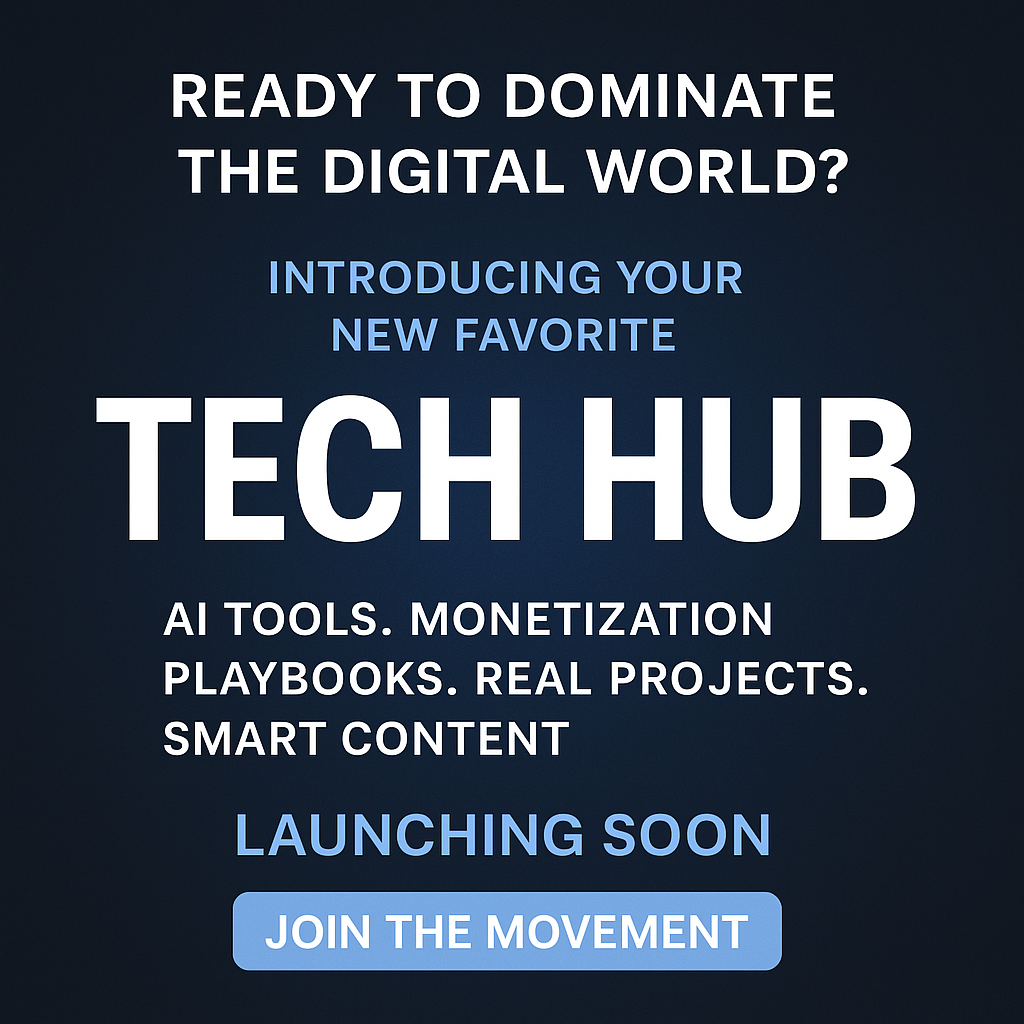 READY TO DOMINATE
THE DIGITAL WORLD?
INTRODUCING YOUR
NEW FAVORITE
TECH HUB
AI TOOLS. MONETIZATION
PLAYBOOKS. REAL PROJECTS.
SMART CONTENT
LAUNCHING SOON
JOIN THE MOVEMENT